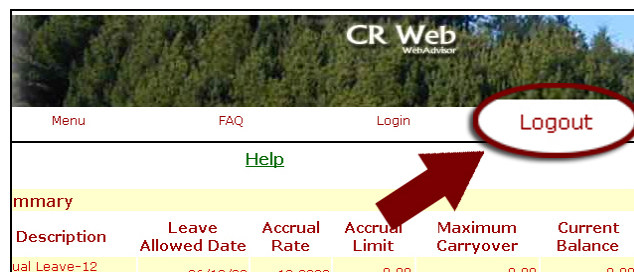 CR Web
WebAdvisor
Menu FAQ Login Logout
Help
mmary
Description Leave Allowed Date Accrual Rate Accrual Limit Maximum Carryover Current Balance
ual Leave-12